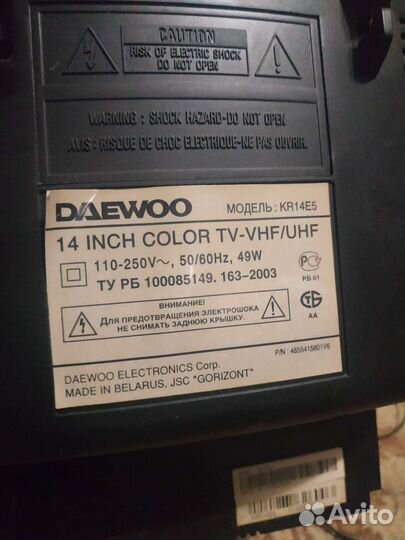 CAUTION
RISK OF ELECTRIC SHOCK
DO NOT OPEN
WARNING : SHOCK HAZARD-DO NOT OPEN
AVIS : RISQUE DE CHOC ELECTRIQUE-NE PAS OUVRIR.
DAEWOO
МОДЕЛЬ : KR14E5
14 INCH COLOR TV-VHF/UHF
110-250V~, 50/60Hz, 49W
ТУ РБ 100085149. 163-2003
РБ 01
ВНИМАНИЕ!
Для предотвращения электрошока
не снимать заднюю крышку.
АА
P/N : 4855415801V6
DAEWOO ELECTRONICS Corp.
MADE IN BELARUS, JSC "GORIZONT"
Avito